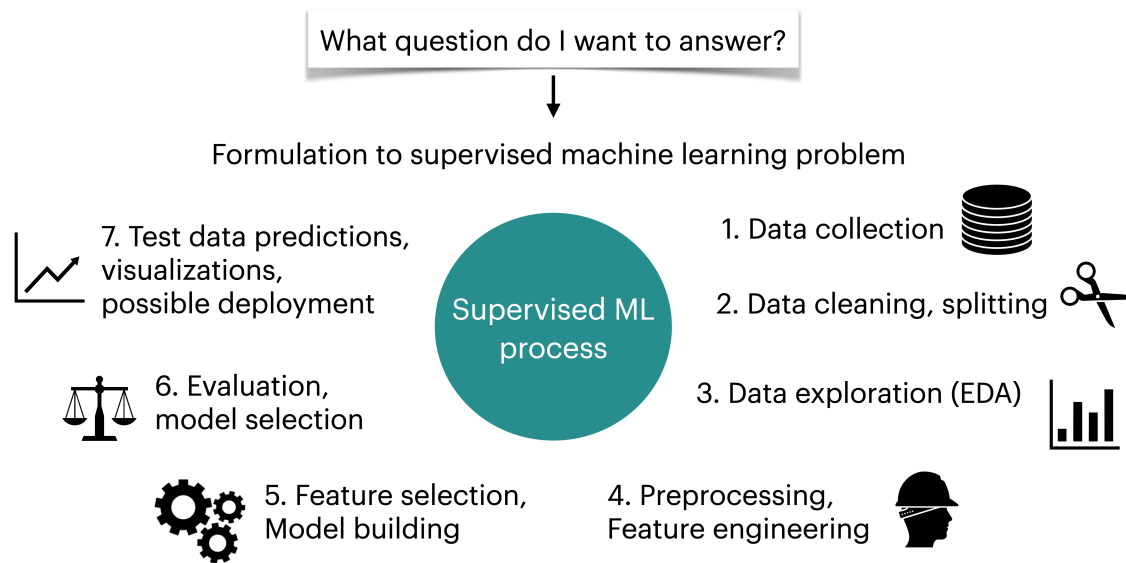 What question do I want to answer?
Formulation to supervised machine learning problem
1. Data collection
2. Data cleaning, splitting
3. Data exploration (EDA)
4. Preprocessing,
Feature engineering
5. Feature selection,
Model building
6. Evaluation,
model selection
7. Test data predictions,
visualizations,
possible deployment
Supervised ML
process